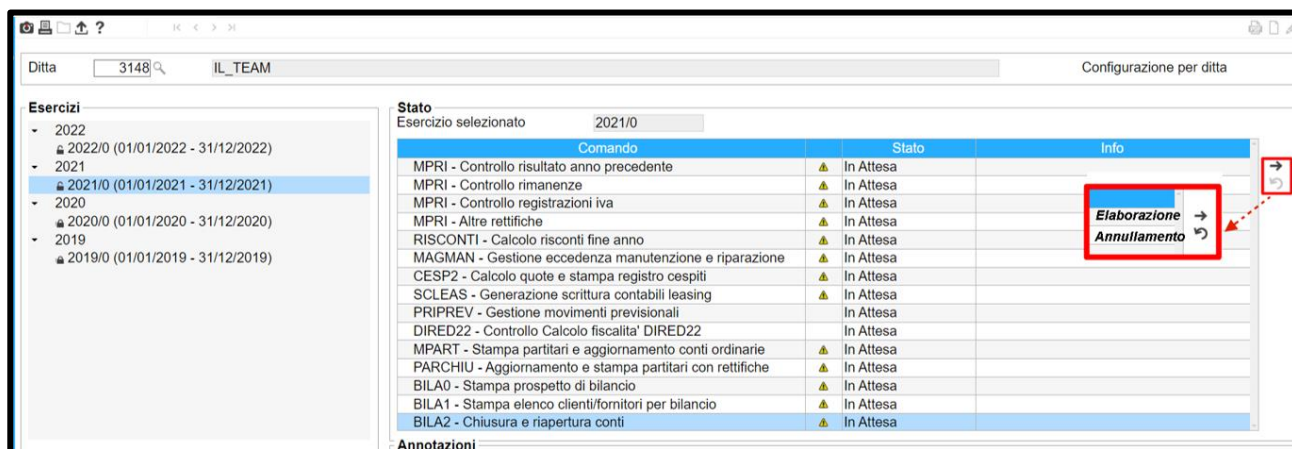 ?
Ditta 3148 IL_TEAM Configurazione per ditta
Esercizi
2022
2022/0 (01/01/2022 - 31/12/2022)
2021
2021/0 (01/01/2021 - 31/12/2021)
2020
2020/0 (01/01/2020 - 31/12/2020)
2019
2019/0 (01/01/2019 - 31/12/2019)
Stato
Esercizio selezionato 2021/0
Comando Stato Info
MPRI - Controllo risultato anno precedente In Attesa
MPRI - Controllo rimanenze In Attesa
MPRI - Controllo registrazioni iva In Attesa
MPRI - Altre rettifiche In Attesa
RISCONTI - Calcolo risconti fine anno In Attesa
MAGMAN - Gestione eccedenza manutenzione e riparazione In Attesa
CESP2 - Calcolo quote e stampa registro cespiti In Attesa
SCLEAS - Generazione scrittura contabili leasing In Attesa
PRIPREV - Gestione movimenti previsionali In Attesa
DIRED22 - Controllo Calcolo fiscalita' DIRED22 In Attesa
MPART - Stampa partitari e aggiornamento conti ordinarie In Attesa
PARCHIU - Aggiornamento e stampa partitari con rettifiche In Attesa
BILA0 - Stampa prospetto di bilancio In Attesa
BILA1 - Stampa elenco clienti/fornitori per bilancio In Attesa
BILA2 - Chiusura e riapertura conti In Attesa
Elaborazione
Annullamento
Annotazioni